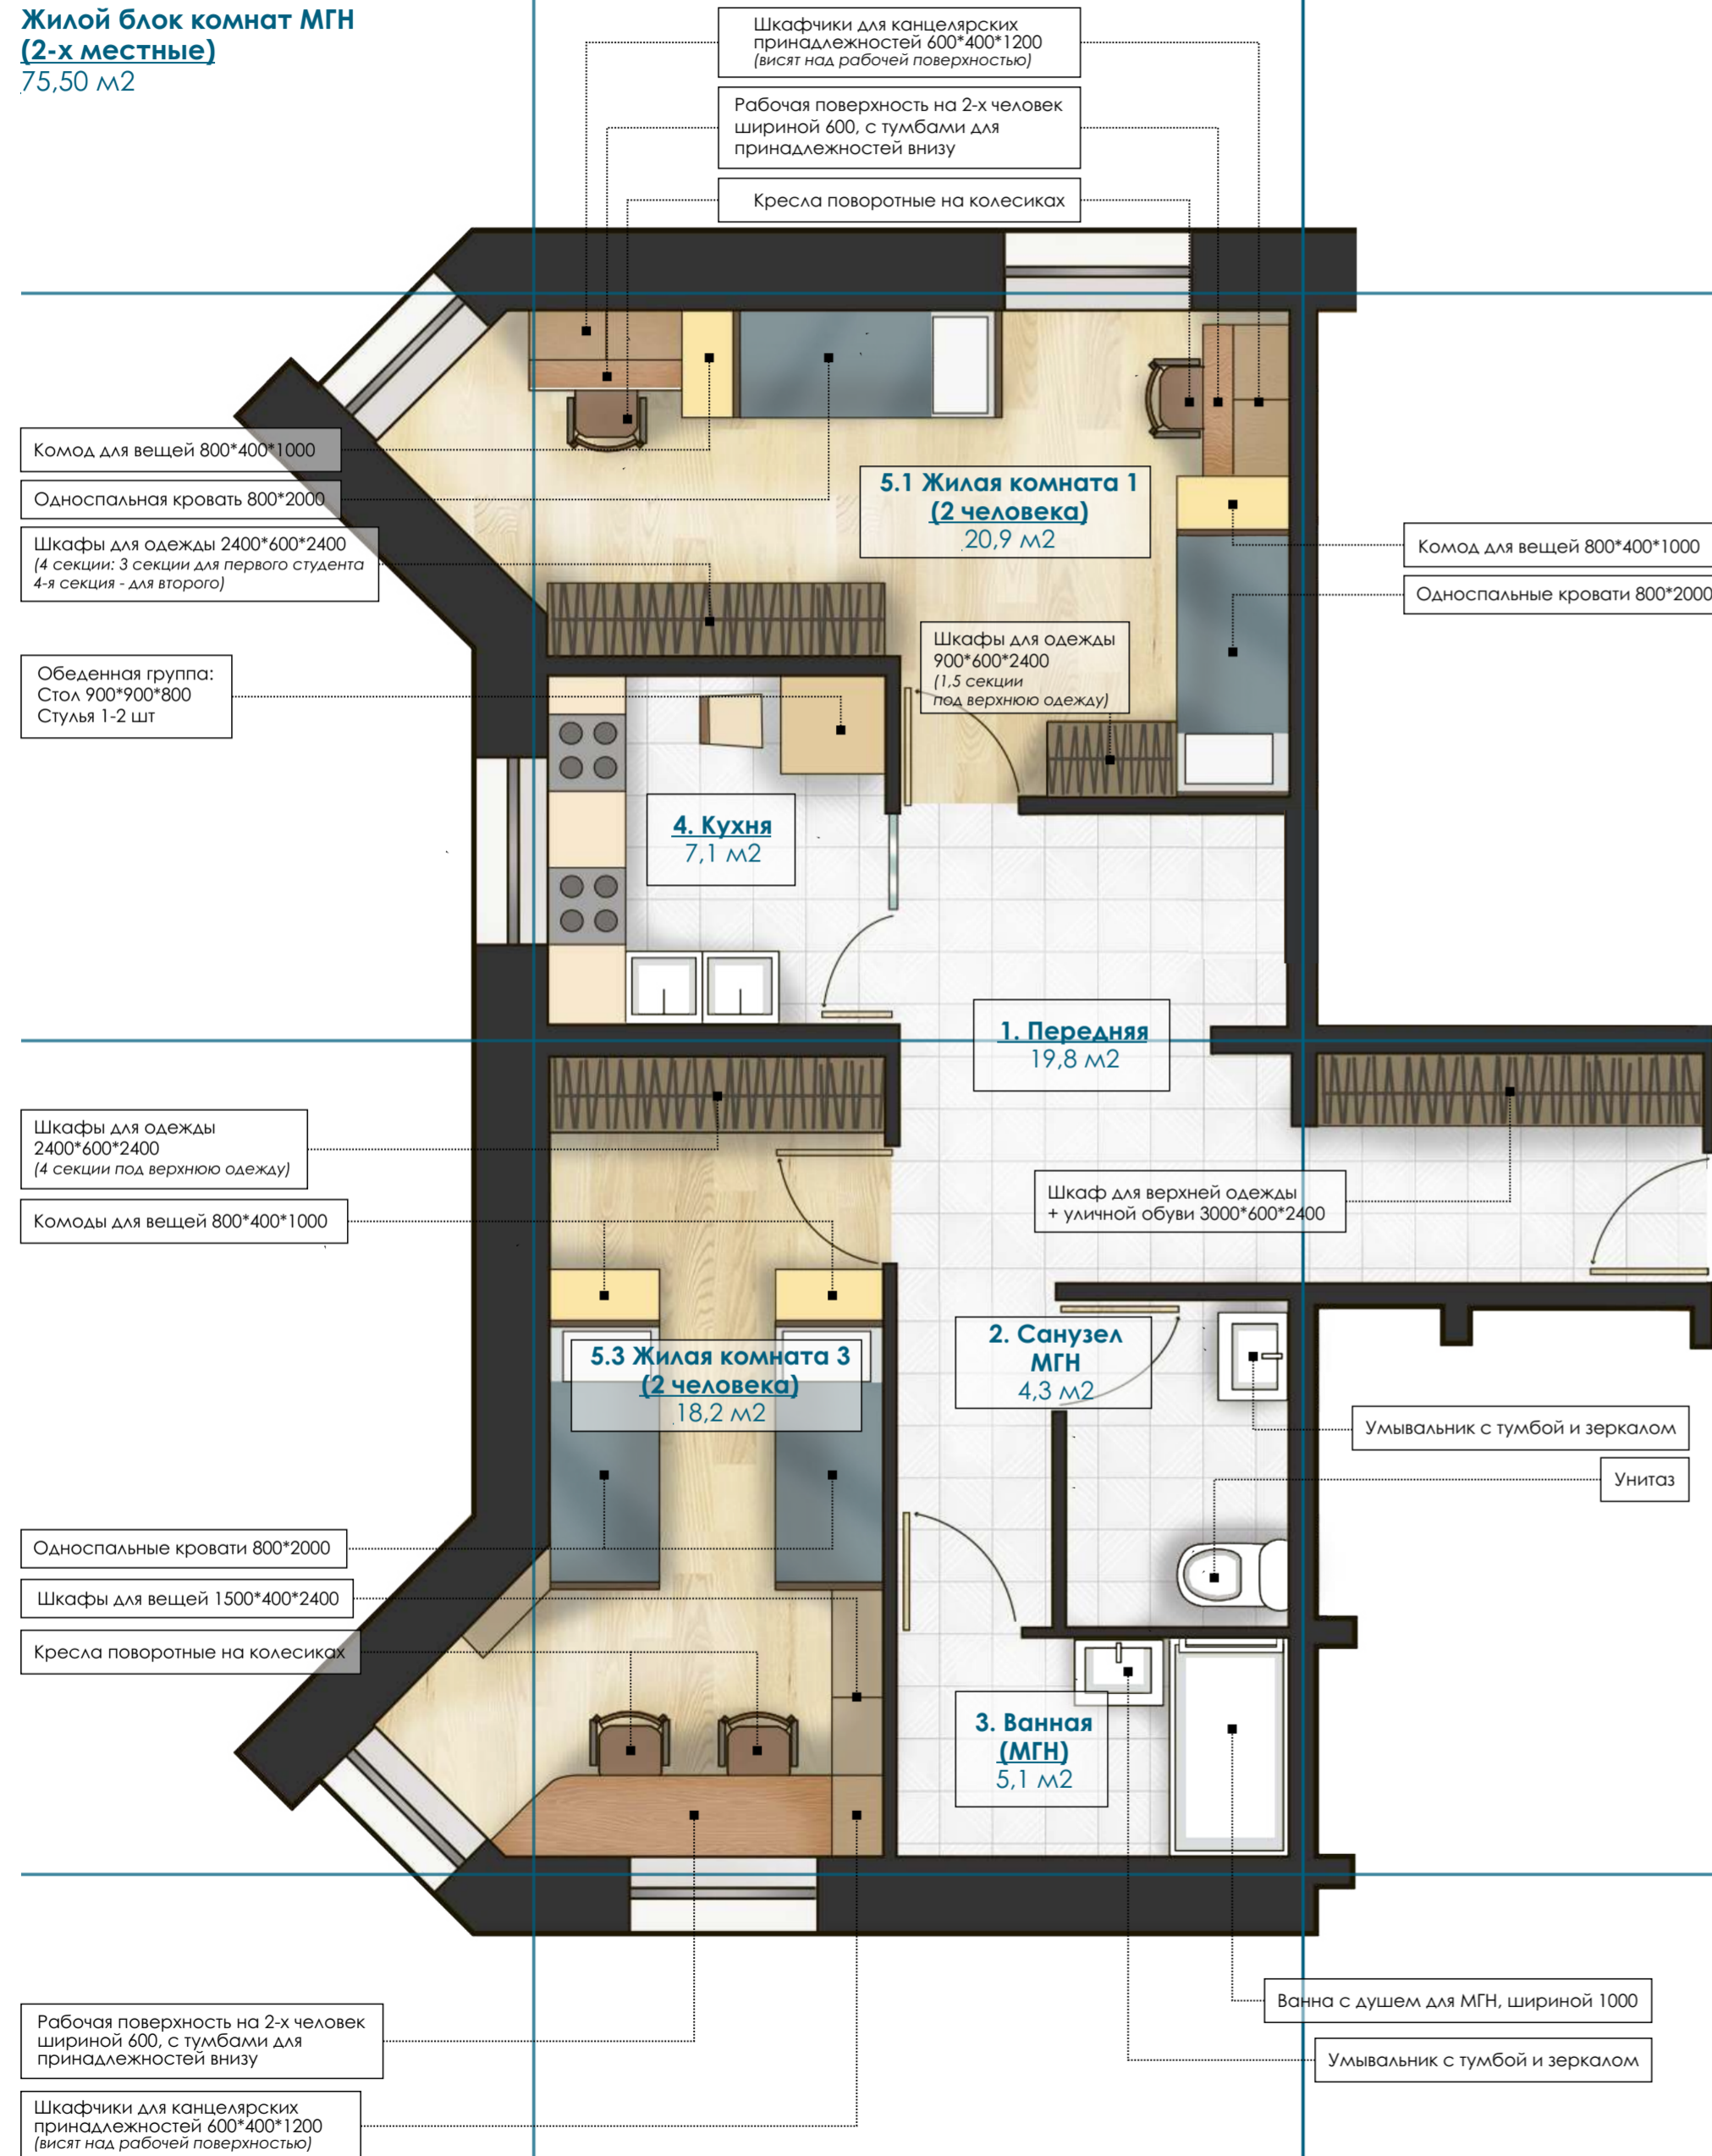 Жилой блок комнат МГН
(2-х местные)
75,50 м2
Шкафчики для канцелярских
принадлежностей 600*400*1200
(висят над рабочей поверхностью)
Рабочая поверхность на 2-х человек
шириной 600, с тумбами для
принадлежностей внизу
Кресла поворотные на колесиках
Комод для вещей 800*400*1000
Односпальная кровать 800*2000
Шкафы для одежды 2400*600*2400
(4 секции: 3 секции для первого студента
4-я секция - для второго)
5.1 Жилая комната 1
(2 человека)
20,9 м2
Комод для вещей 800*400*1000
Односпальные кровати 800*2000
Шкафы для одежды
900*600*2400
(1,5 секции
под верхнюю одежду)
Обеденная группа:
Стол 900*900*800
Стулья 1-2 шт
4. Кухня
7,1 м2
1. Передняя
19,8 м2
Шкафы для одежды
2400*600*2400
(4 секции под верхнюю одежду)
Комоды для вещей 800*400*1000
Шкаф для верхней одежды
+ уличной обуви 3000*600*2400
5.3 Жилая комната 3
(2 человека)
18,2 м2
2. Санузел
МГН
4,3 м2
Умывальник с тумбой и зеркалом
Унитаз
Односпальные кровати 800*2000
Шкафы для вещей 1500*400*2400
Кресла поворотные на колесиках
3. Ванная
(МГН)
5,1 м2
Ванна с душем для МГН, шириной 1000
Умывальник с тумбой и зеркалом
Рабочая поверхность на 2-х человек
шириной 600, с тумбами для
принадлежностей внизу
Шкафчики для канцелярских
принадлежностей 600*400*1200
(висят над рабочей поверхностью)